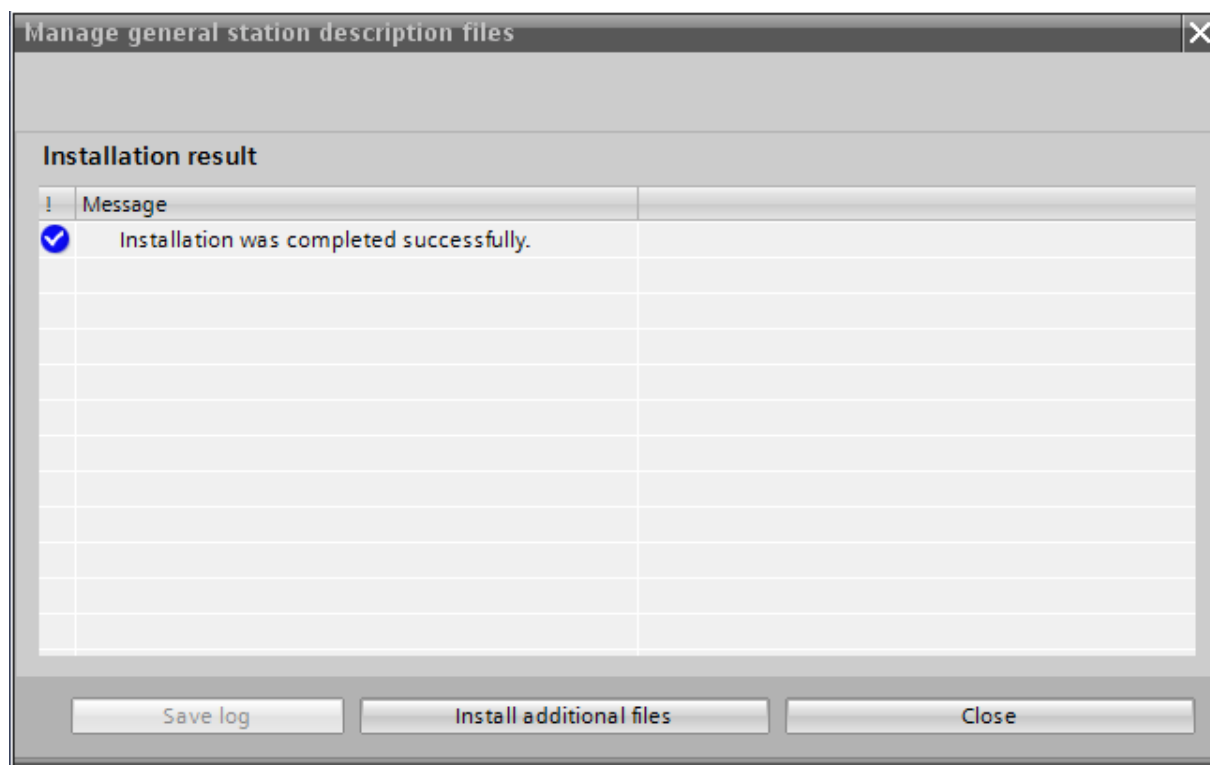 Manage general station description files
Installation result
! Message
Installation was completed successfully.
Save log Install additional files Close